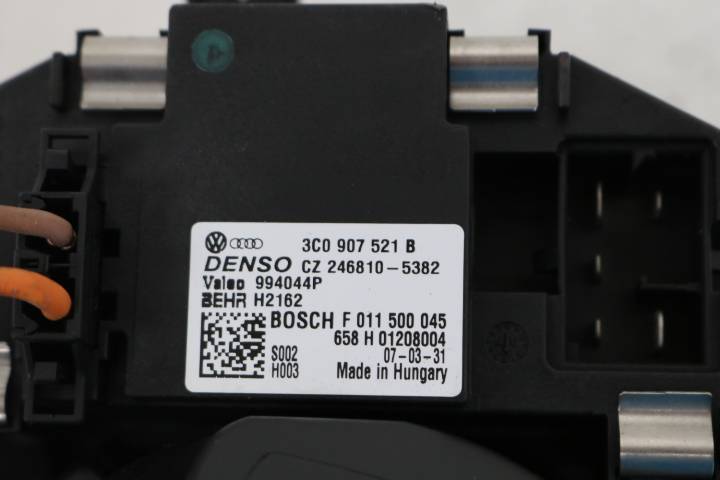 3C0 907 521 B
DENSO CZ 246810-5382
Valeo 994044P
BEHR H2162
BOSCH F 011 500 045
658 H 01208004
S002 07-03-31
H003 Made in Hungary